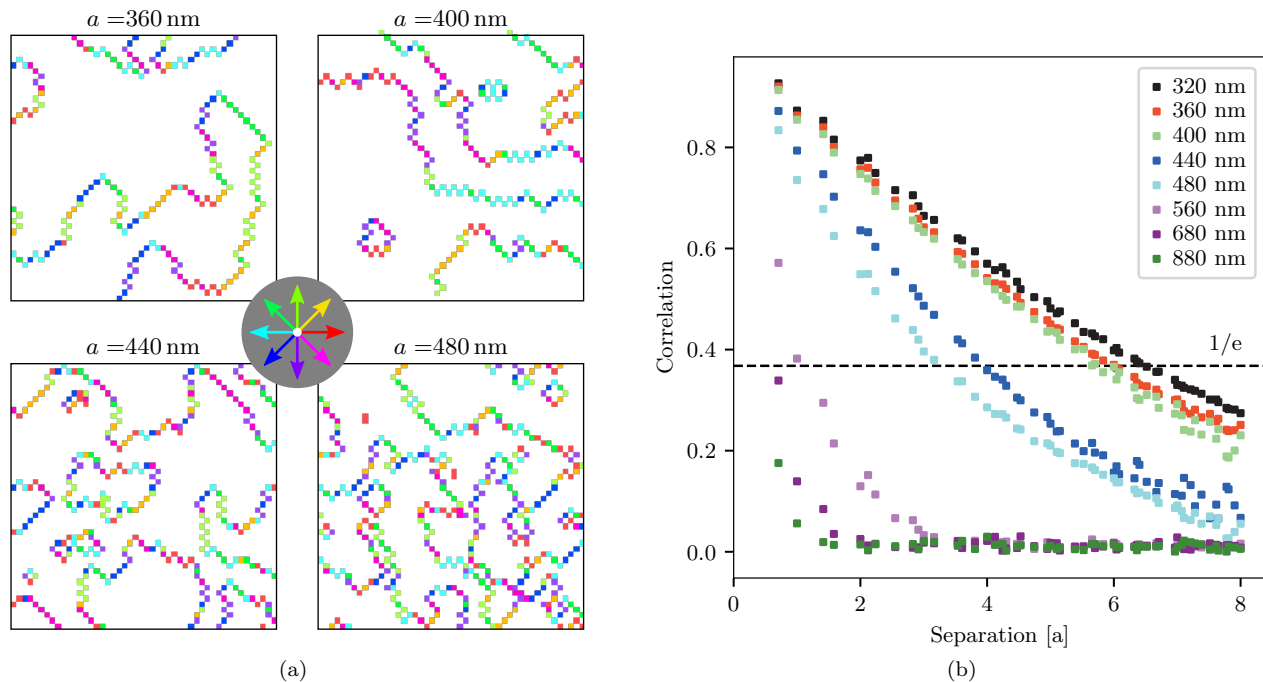 a = 360 nm
a = 400 nm
a = 440 nm
a = 480 nm
(a)
320 nm
360 nm
400 nm
440 nm
480 nm
560 nm
680 nm
880 nm
1/e
Correlation
0.8
0.6
0.4
0.2
0.0
0 2 4 6 8
Separation [a]
(b)